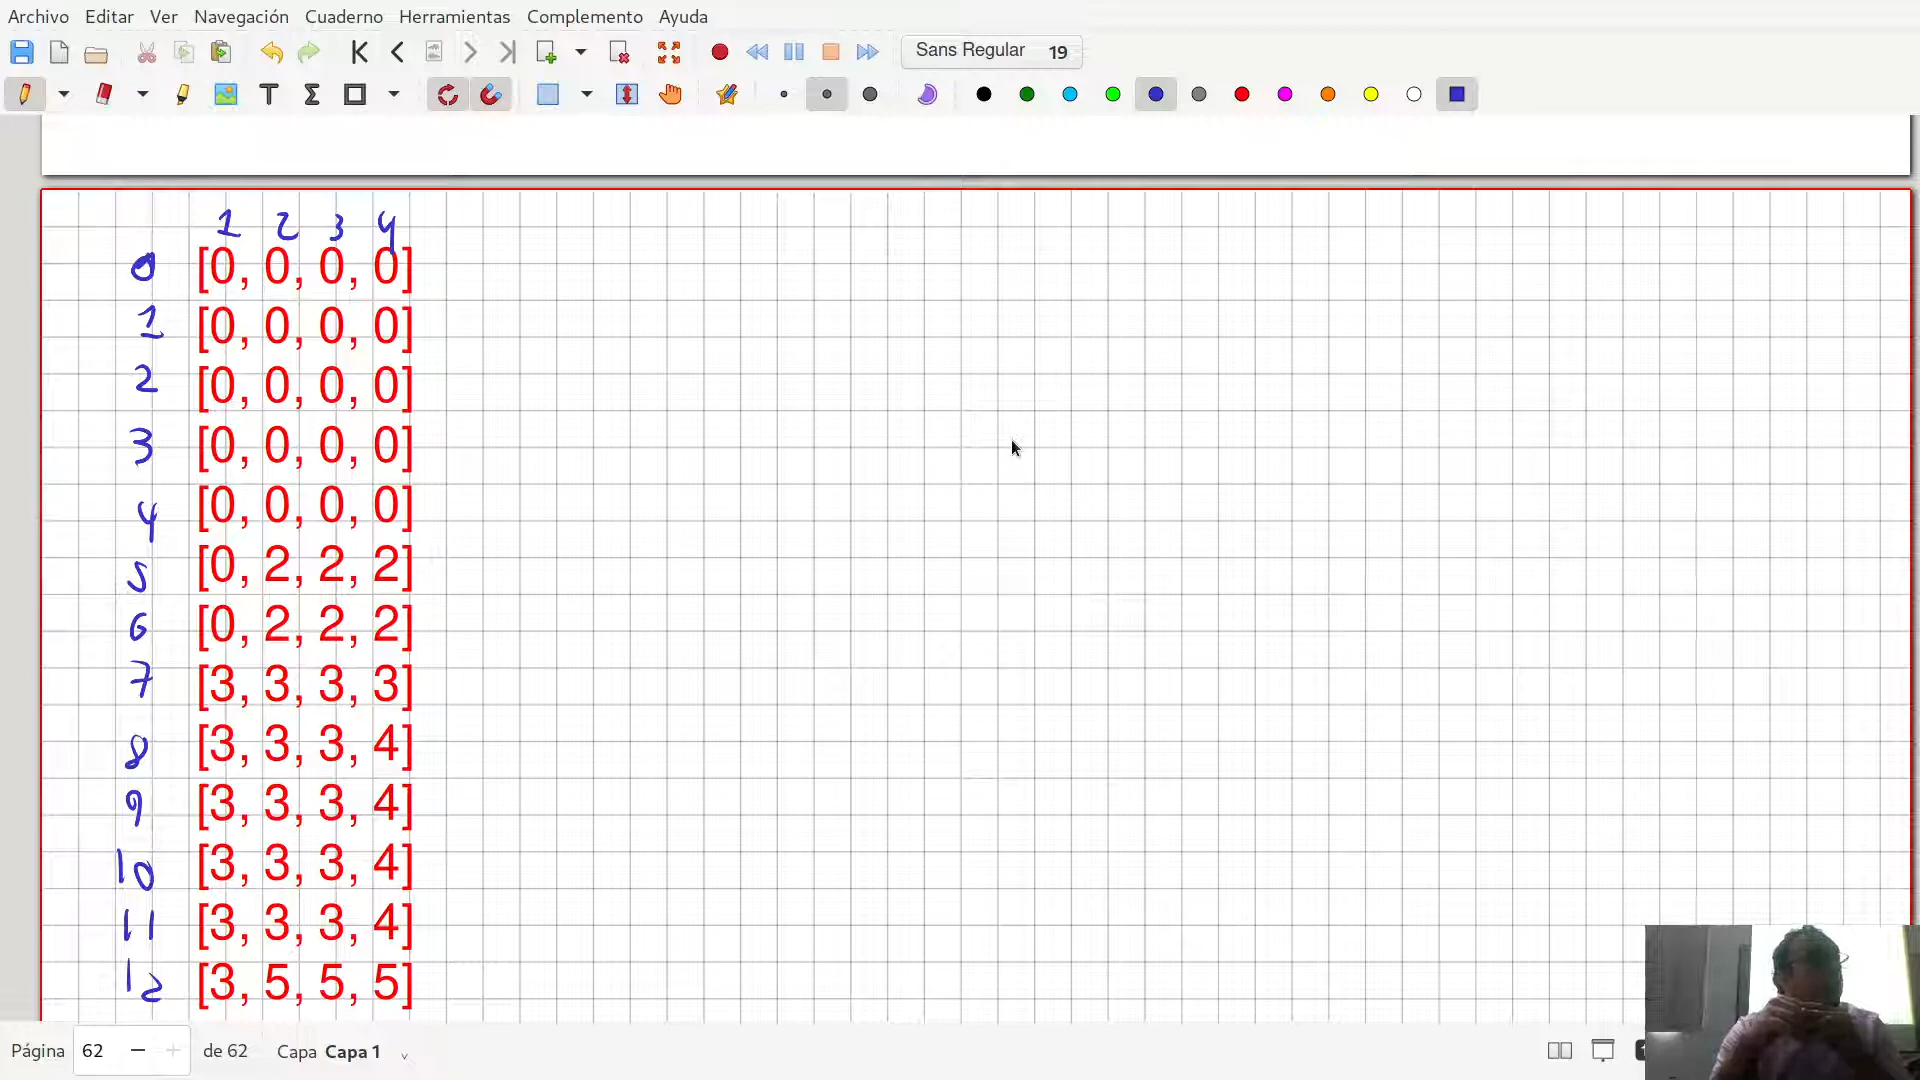 Archivo Editar Ver Navegación Cuaderno Herramientas Complemento Ayuda
Sans Regular 19
1 2 3 4
0 [0, 0, 0, 0]
1 [0, 0, 0, 0]
2 [0, 0, 0, 0]
3 [0, 0, 0, 0]
4 [0, 0, 0, 0]
5 [0, 2, 2, 2]
6 [0, 2, 2, 2]
7 [3, 3, 3, 3]
8 [3, 3, 3, 4]
9 [3, 3, 3, 4]
10 [3, 3, 3, 4]
11 [3, 3, 3, 4]
12 [3, 5, 5, 5]
Página 62 de 62 Capa Capa 1